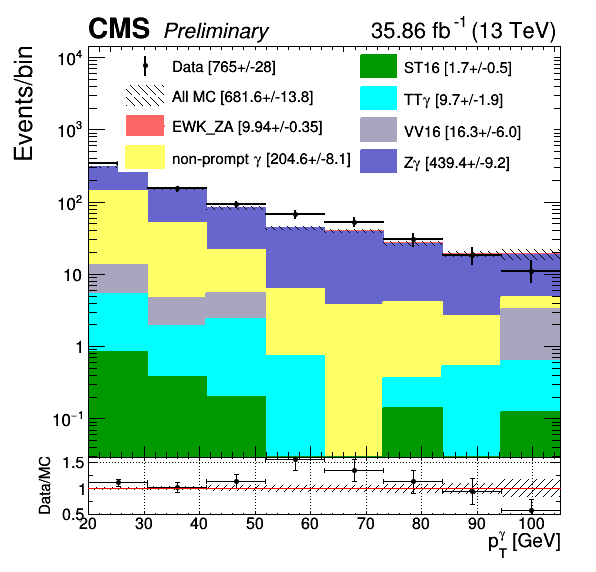 CMS Preliminary 35.86 fb⁻¹ (13 TeV)
Events/bin
10⁴
10³
10²
10
1
10⁻¹
Data [765+/-28]
All MC [681.6+/-13.8]
EWK_ZA [9.94+/-0.35]
non-prompt γ [204.6+/-8.1]
ST16 [1.7+/-0.5]
TTγ [9.7+/-1.9]
VV16 [16.3+/-6.0]
Zγ [439.4+/-9.2]
Data/MC
1.5
1
0.5
20 30 40 50 60 70 80 90 100
p_T^γ [GeV]